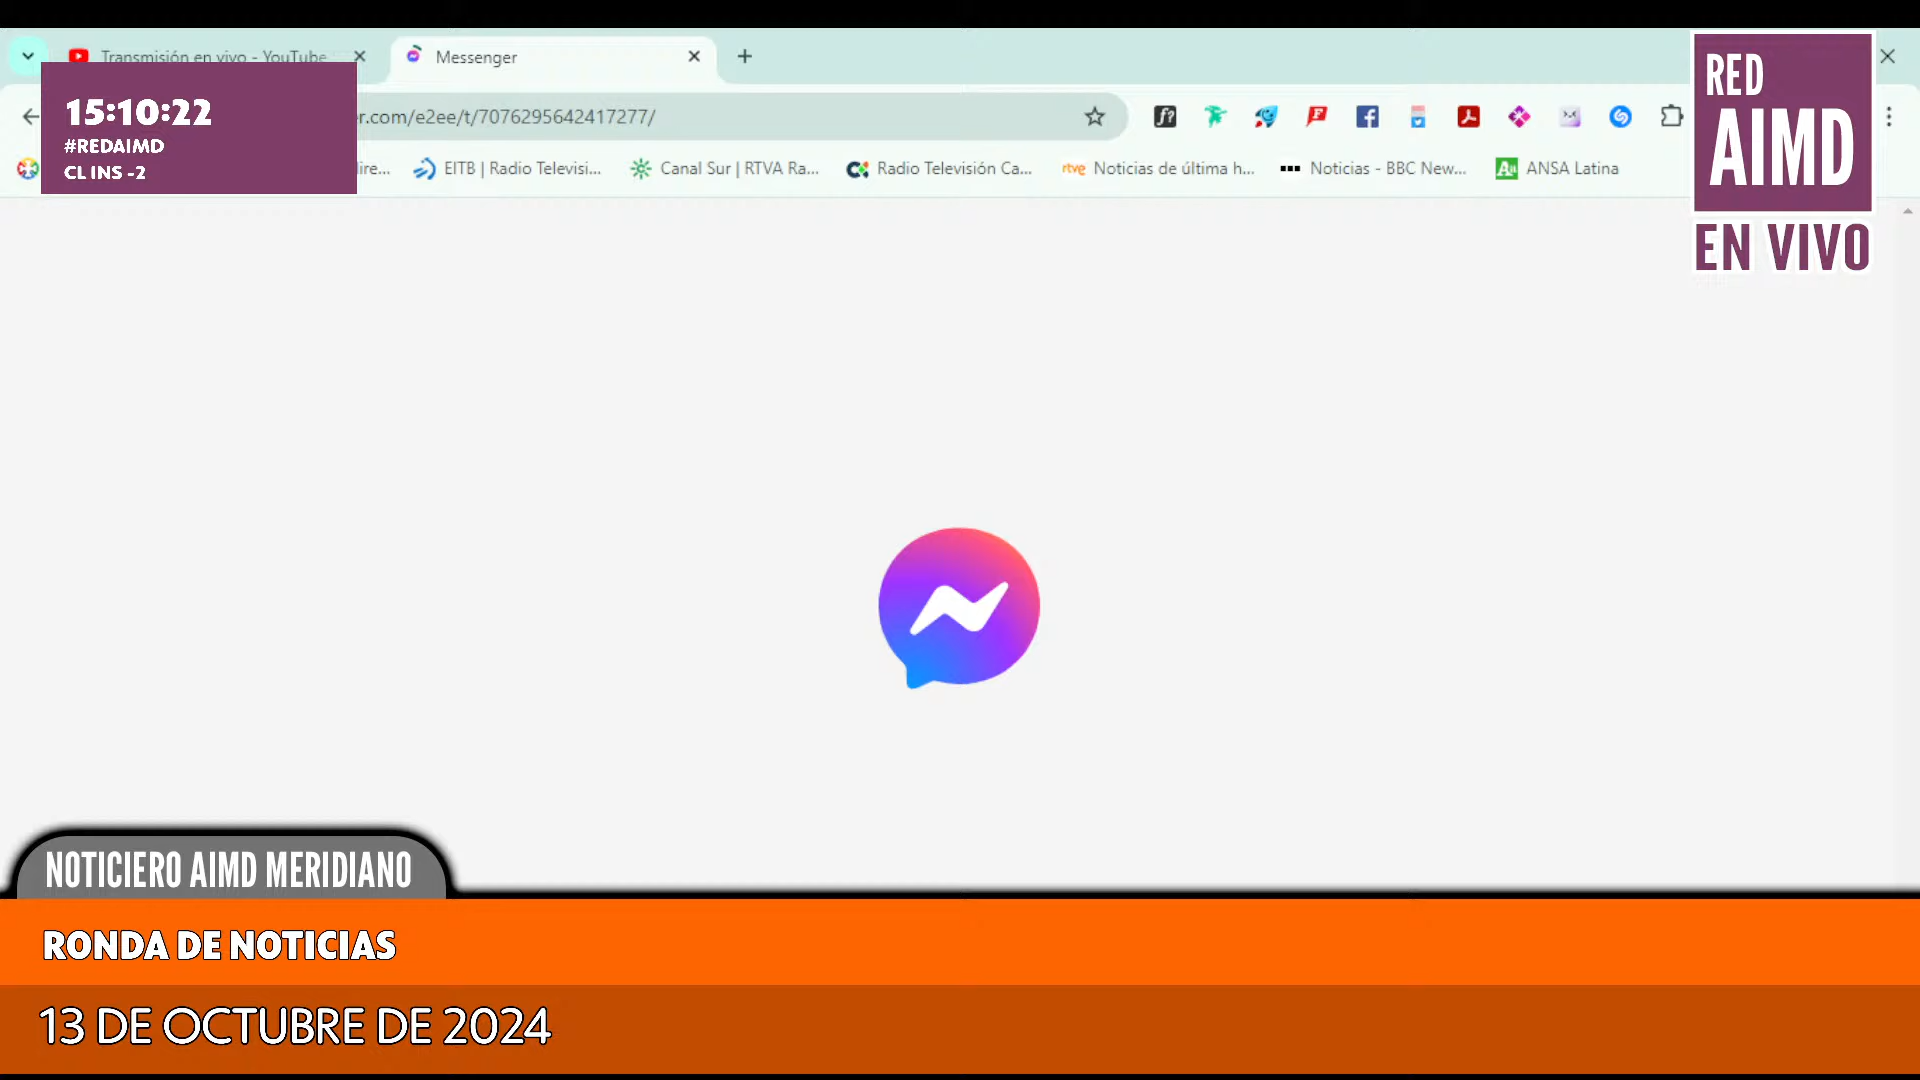 Transmisión en vivo - YouTube
Messenger
15:10:22
#REDAIMD
CL INS -2
r.com/e2ee/t/7076295642417277/
ire...
EITB | Radio Televisi...
Canal Sur | RTVA Ra...
Radio Televisión Ca...
rtve
Noticias de última h...
Noticias - BBC New...
ANSA Latina
RED
AIMD
EN VIVO
NOTICIERO AIMD MERIDIANO
RONDA DE NOTICIAS
13 DE OCTUBRE DE 2024